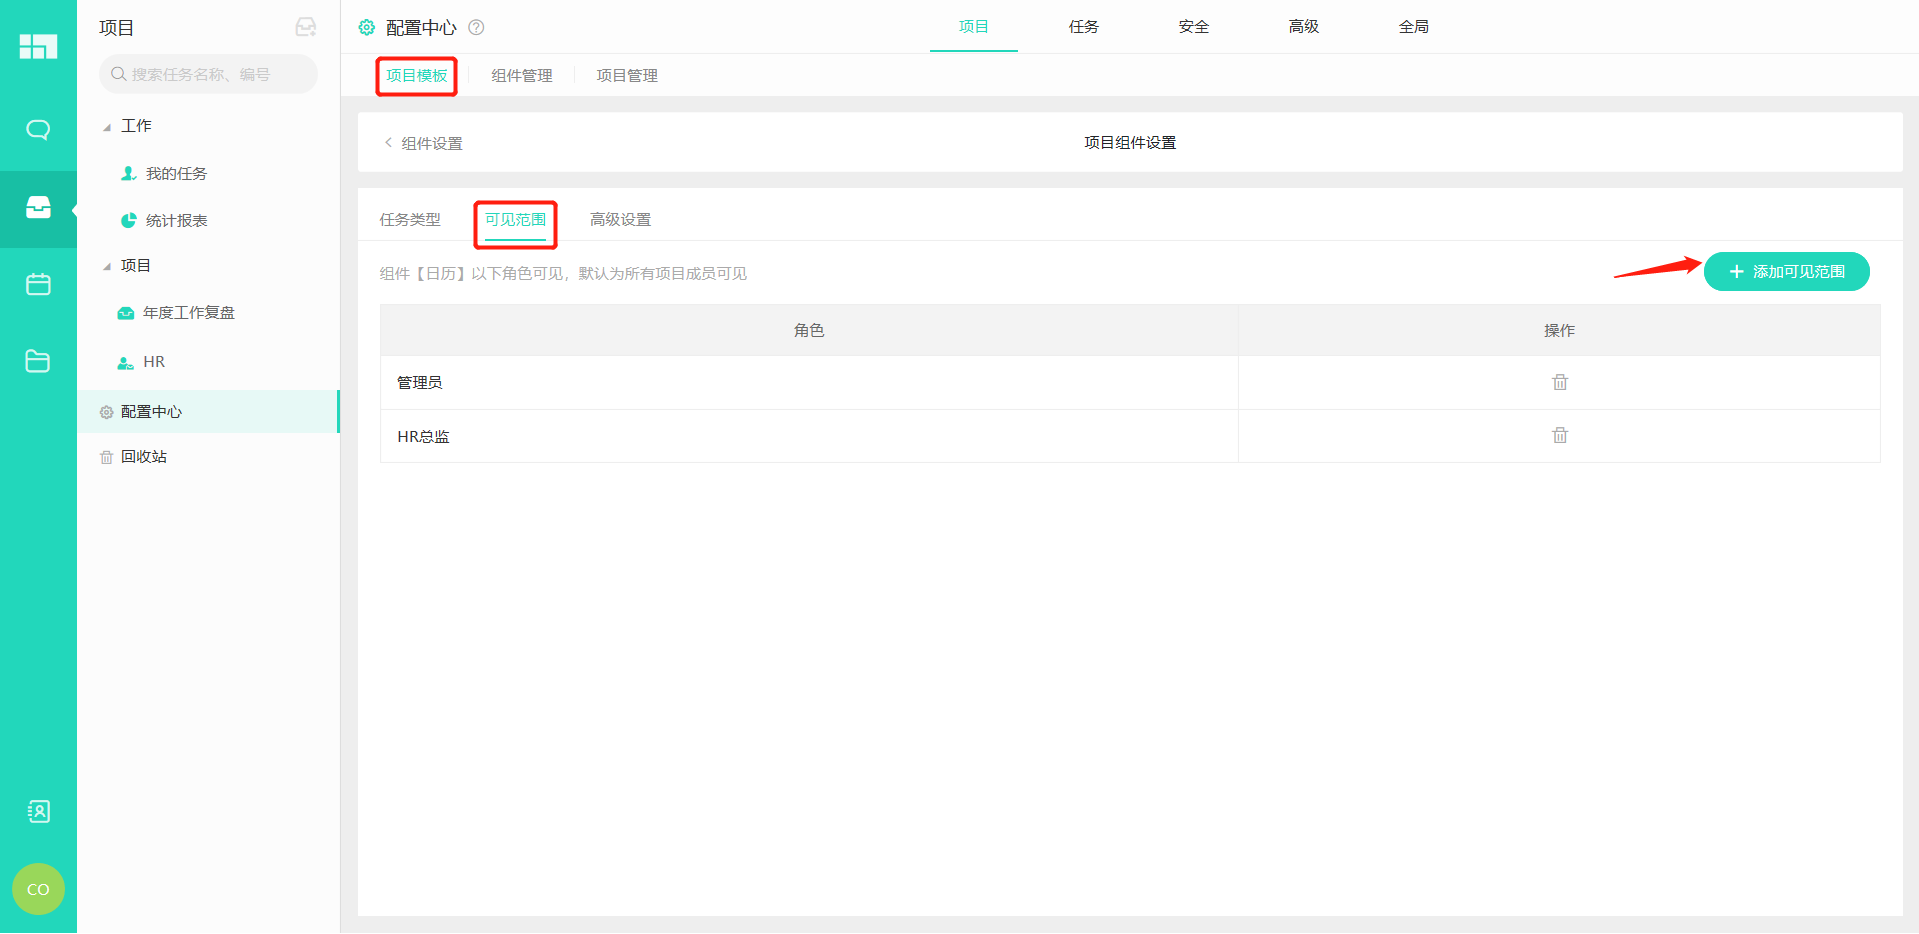 项目
搜索任务名称、编号
工作
我的任务
统计报表
项目
年度工作复盘
HR
配置中心
回收站
CO
配置中心 ?
项目 任务 安全 高级 全局
项目模板 组件管理 项目管理
组件设置 项目组件设置
任务类型 可见范围 高级设置
组件【日历】以下角色可见，默认为所有项目成员可见
添加可见范围
角色 操作
管理员
HR总监